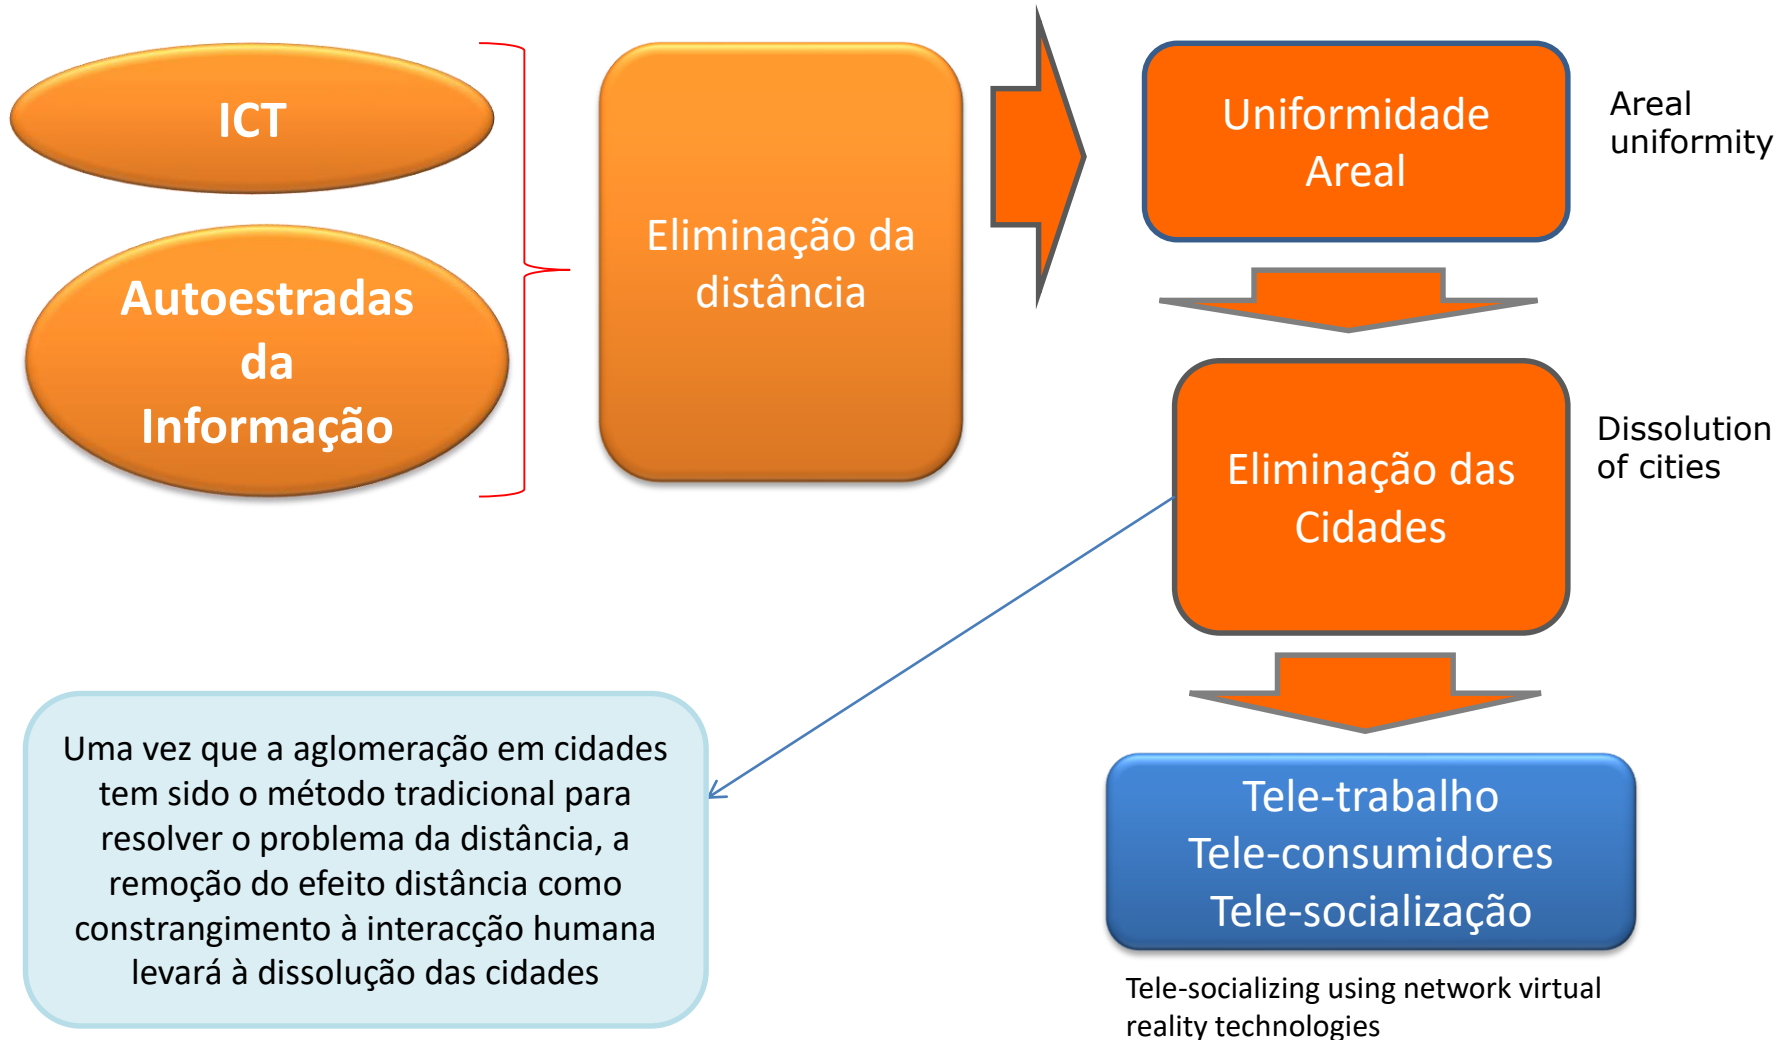 ICT
Autoestradas
da
Informação
Eliminação da
distância
Uniformidade
Areal
Areal
uniformity
Eliminação das
Cidades
Dissolution
of cities
Uma vez que a aglomeração em cidades
tem sido o método tradicional para
resolver o problema da distância, a
remoção do efeito distância como
constrangimento à interacção humana
levará à dissolução das cidades
Tele-trabalho
Tele-consumidores
Tele-socialização
Tele-socializing using network virtual
reality technologies